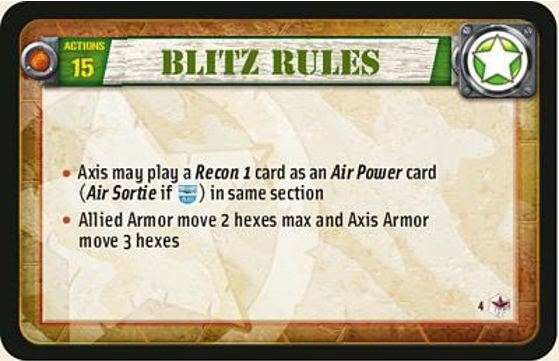 ACTIONS
15
BLITZ RULES
• Axis may play a Recon 1 card as an Air Power card
(Air Sortie if ) in same section
• Allied Armor move 2 hexes max and Axis Armor
move 3 hexes
4